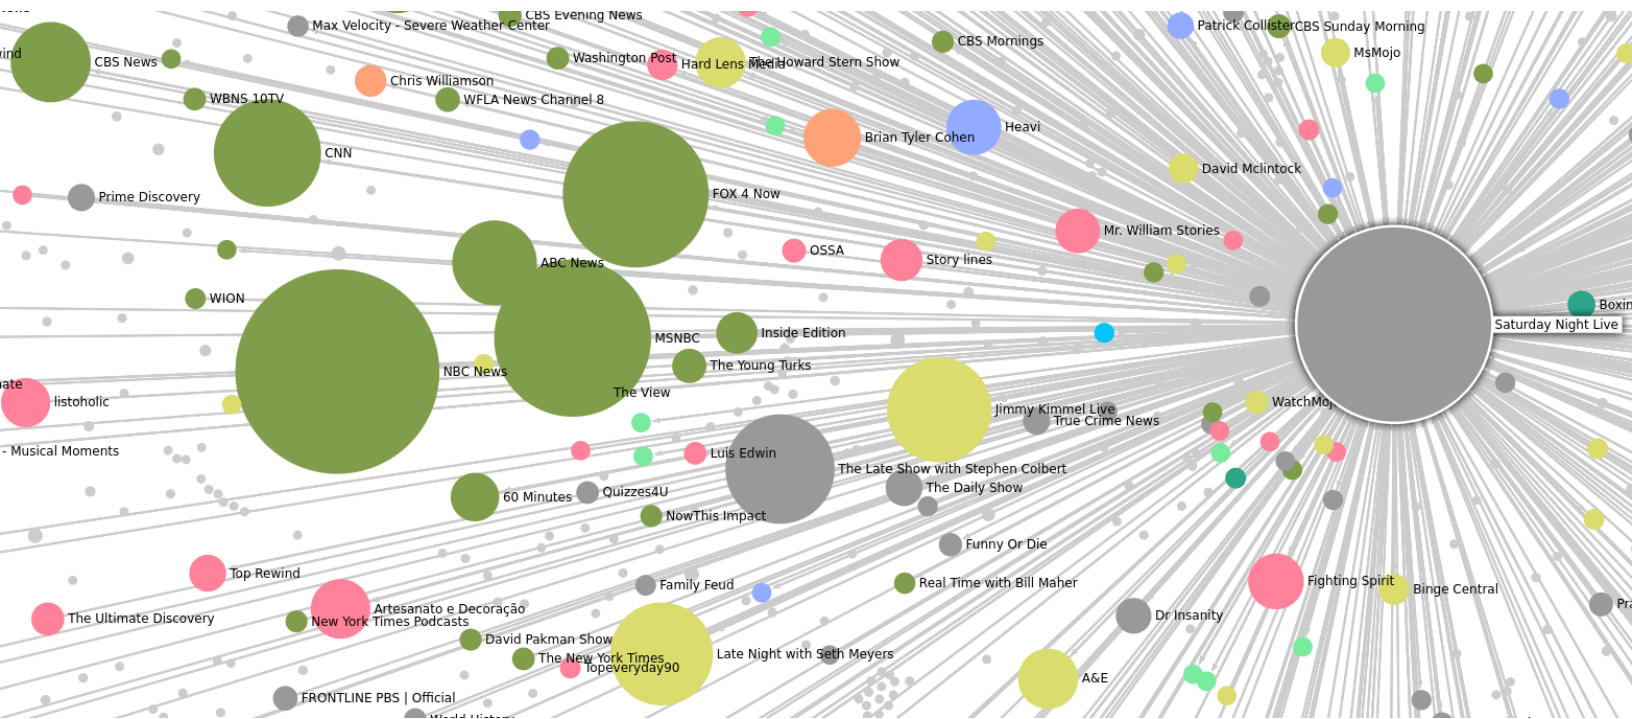 CBS Evening News
Max Velocity - Severe Weather Center
Patrick Collister
CBS Sunday Morning
CBS Mornings
MsMojo
CBS News
Washington Post
Hard Lens Media
The Howard Stern Show
Chris Williamson
WBNS 10TV
WFLA News Channel 8
Heavi
Brian Tyler Cohen
CNN
David Mclintock
FOX 4 Now
Prime Discovery
Mr. William Stories
OSSA
Story lines
ABC News
WION
Saturday Night Live
Inside Edition
MSNBC
The Young Turks
NBC News
The View
listoholic
WatchMoj
Jimmy Kimmel Live
True Crime News
- Musical Moments
Luis Edwin
The Late Show with Stephen Colbert
The Daily Show
Quizzes4U
60 Minutes
NowThis Impact
Funny Or Die
Top Rewind
Family Feud
Real Time with Bill Maher
Fighting Spirit
Binge Central
Artesanato e Decoração
Dr Insanity
The Ultimate Discovery
New York Times Podcasts
David Pakman Show
Late Night with Seth Meyers
The New York Times
Topeveryday90
A&E
FRONTLINE PBS | Official
World History